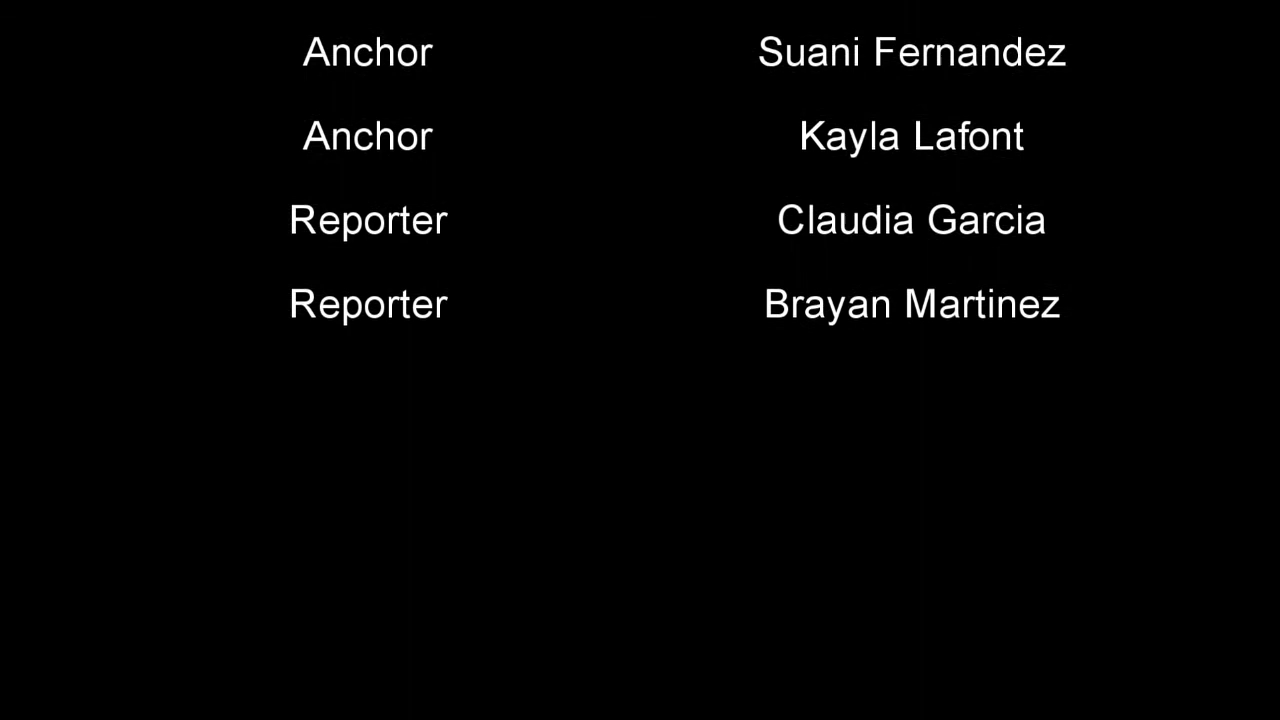 Anchor Suani Fernandez
Anchor Kayla Lafont
Reporter Claudia Garcia
Reporter Brayan Martinez